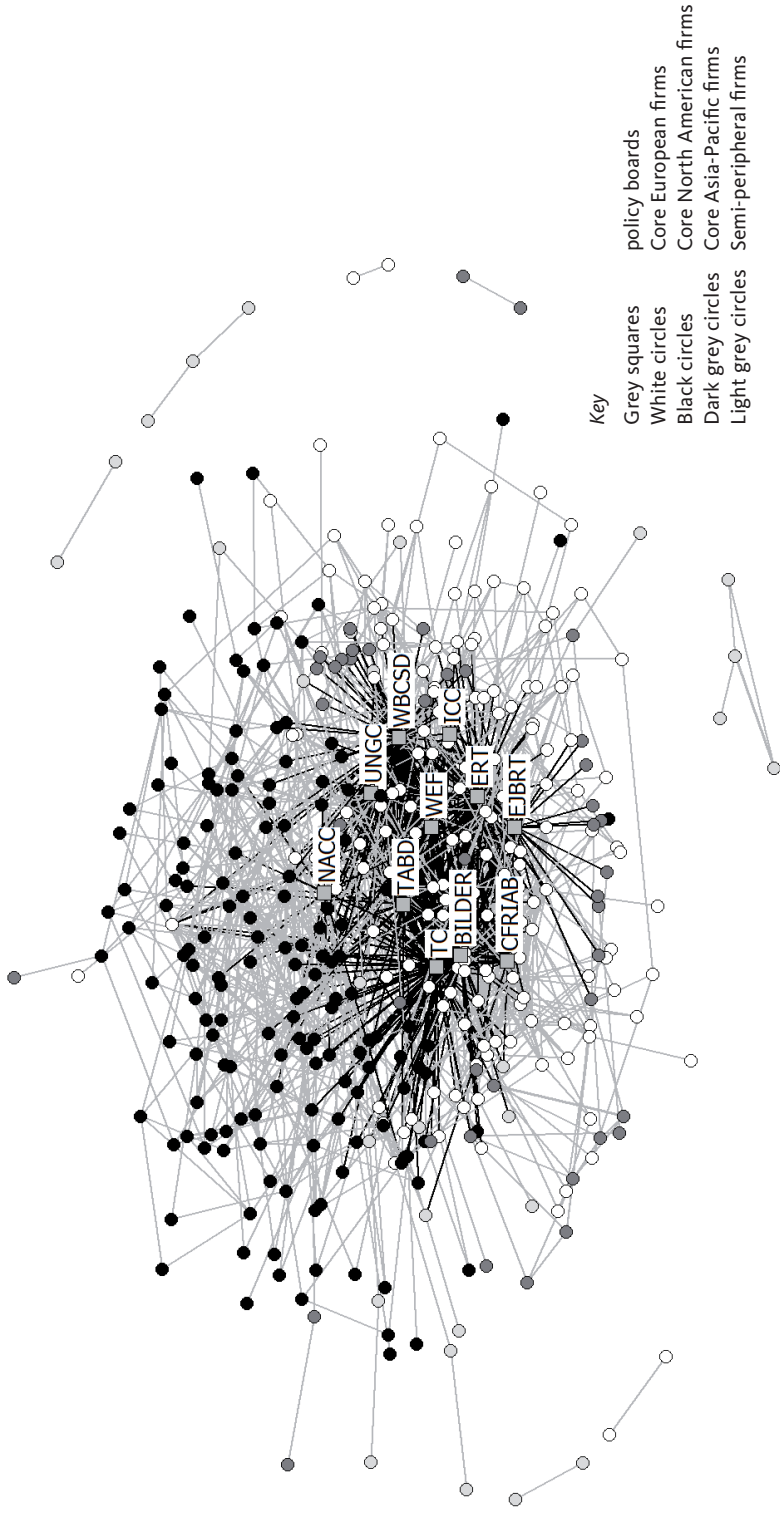 NACC
UNGC
WBCSD
TABD
WEF
ICC
TC
BILDER
ERT
CFRIAB
EJBRT
Key
Grey squares policy boards
White circles Core European firms
Black circles Core North American firms
Dark grey circles Core Asia-Pacific firms
Light grey circles Semi-peripheral firms